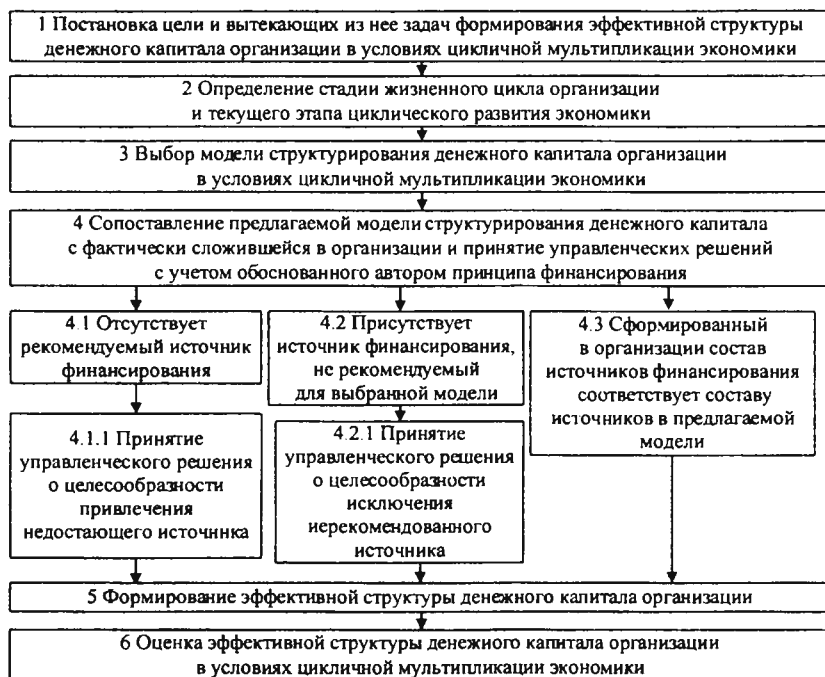 1 Постановка цели и вытекающих из нее задач формирования эффективной структуры
денежного капитала организации в условиях цикличной мультипликации экономики
2 Определение стадии жизненного цикла организации
и текущего этапа циклического развития экономики
3 Выбор модели структурирования денежного капитала организации
в условиях цикличной мультипликации экономики
4 Сопоставление предлагаемой модели структурирования денежного капитала
с фактически сложившейся в организации и принятие управленческих решений
с учетом обоснованного автором принципа финансирования
4.1 Отсутствует
рекомендуемый источник
финансирования
4.2 Присутствует
источник финансирования,
не рекомендуемый
для выбранной модели
4.3 Сформированный
в организации состав
источников финансирования
соответствует составу
источников в предлагаемой
модели
4.1.1 Принятие
управленческого решения
о целесообразности
привлечения
недостающего источника
4.2.1 Принятие
управленческого решения
о целесообразности
исключения
нерекомендованного
источника
5 Формирование эффективной структуры денежного капитала организации
6 Оценка эффективной структуры денежного капитала организации
в условиях цикличной мультипликации экономики